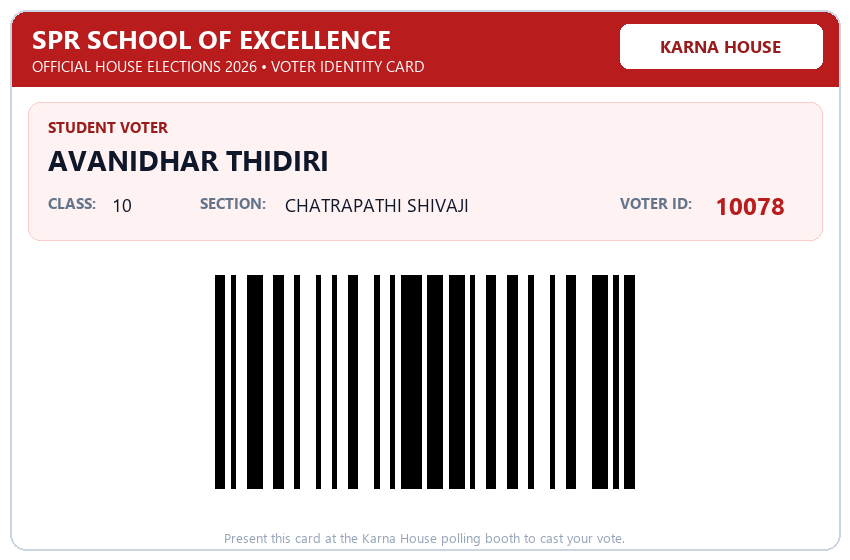 SPR SCHOOL OF EXCELLENCE
OFFICIAL HOUSE ELECTIONS 2026 • VOTER IDENTITY CARD
KARNA HOUSE
STUDENT VOTER
AVANIDHAR THIDIRI
CLASS: 10 SECTION: CHATRAPATHI SHIVAJI VOTER ID: 10078
Present this card at the Karna House polling booth to cast your vote.